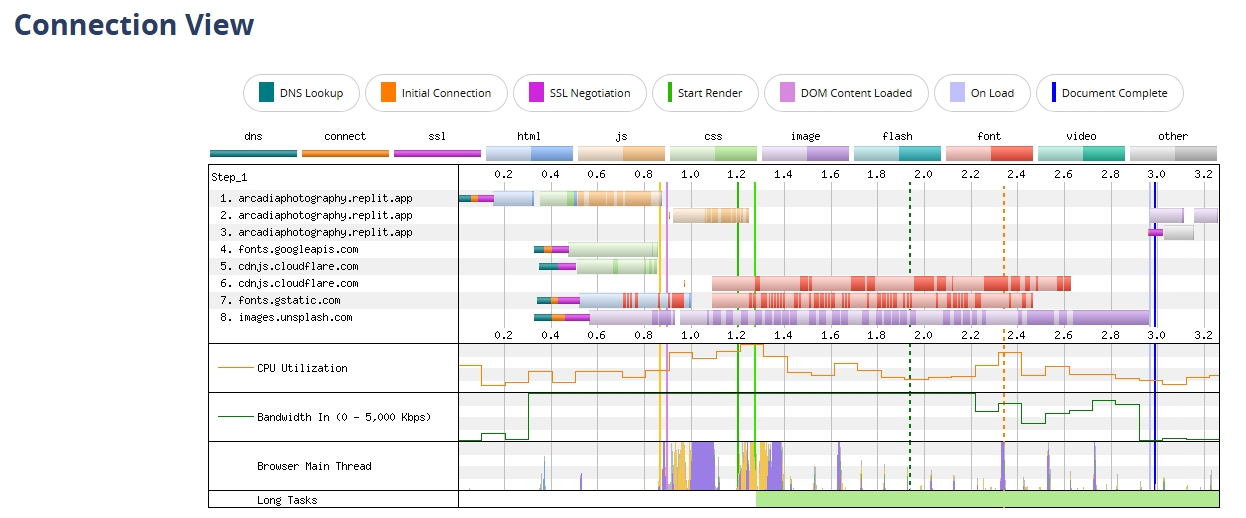 Connection View
DNS Lookup Initial Connection SSL Negotiation Start Render DOM Content Loaded On Load Document Complete
dns connect ssl html js css image flash font video other
Step_1 0.2 0.4 0.6 0.8 1.0 1.2 1.4 1.6 1.8 2.0 2.2 2.4 2.6 2.8 3.0 3.2
1. arcadiaphotography.replit.app
2. arcadiaphotography.replit.app
3. arcadiaphotography.replit.app
4. fonts.googleapis.com
5. cdnjs.cloudflare.com
6. cdnjs.cloudflare.com
7. fonts.gstatic.com
8. images.unsplash.com
0.2 0.4 0.6 0.8 1.0 1.2 1.4 1.6 1.8 2.0 2.2 2.4 2.6 2.8 3.0 3.2
CPU Utilization
Bandwidth In (0 - 5,000 Kbps)
Browser Main Thread
Long Tasks